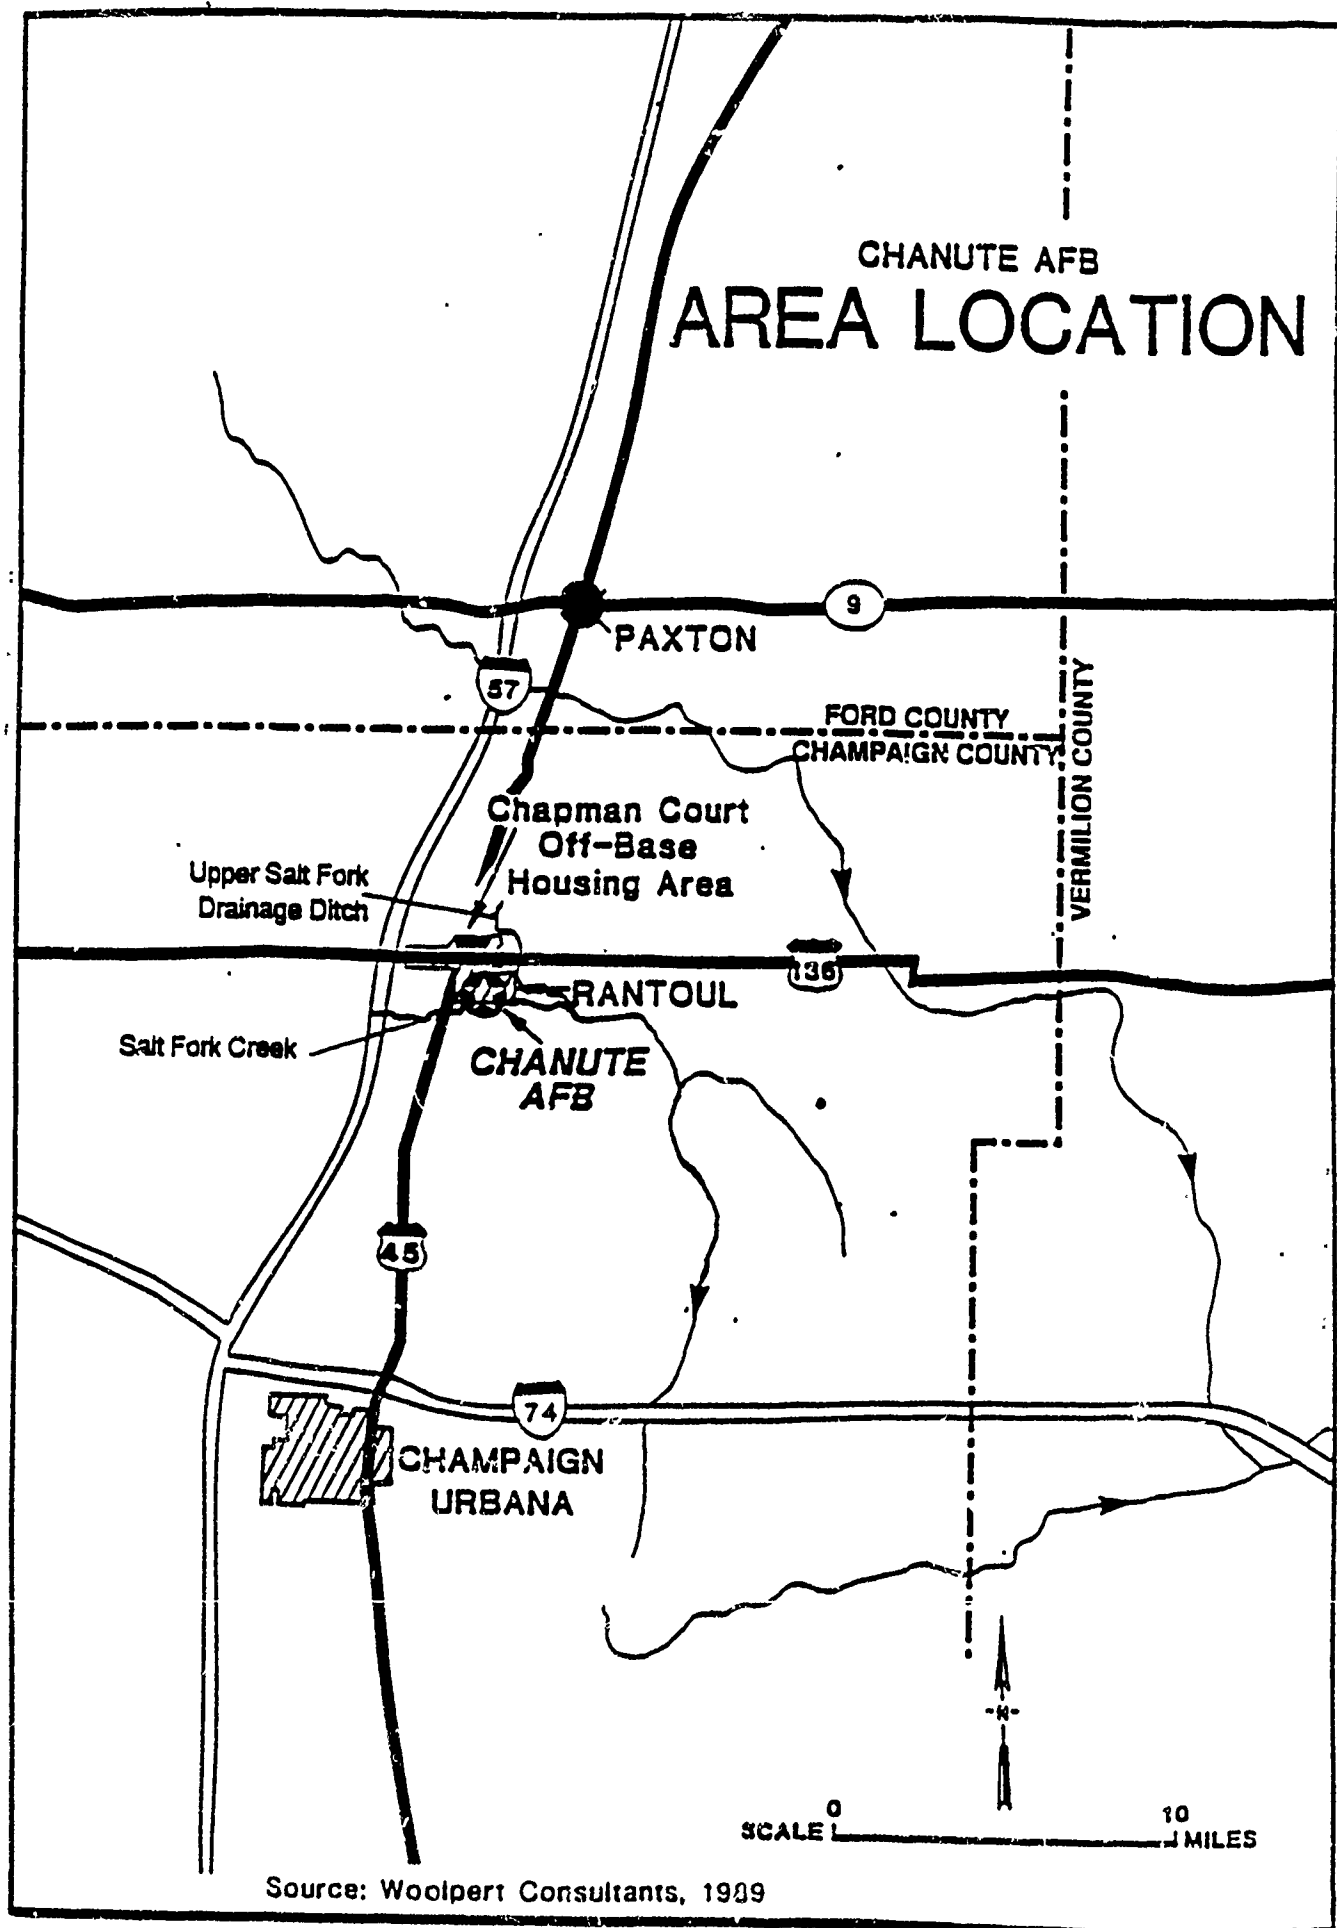 CHANUTE AFB
AREA LOCATION
9
PAXTON
57
FORD COUNTY
CHAMPAIGN COUNTY
VERMILION COUNTY
Chapman Court
Off-Base
Housing Area
Upper Salt Fork
Drainage Ditch
136
RANTOUL
Salt Fork Creek
CHANUTE
AFB
45
74
CHAMPAIGN
URBANA
-N-
0 10
SCALE MILES
Source: Woolpert Consultants, 1989